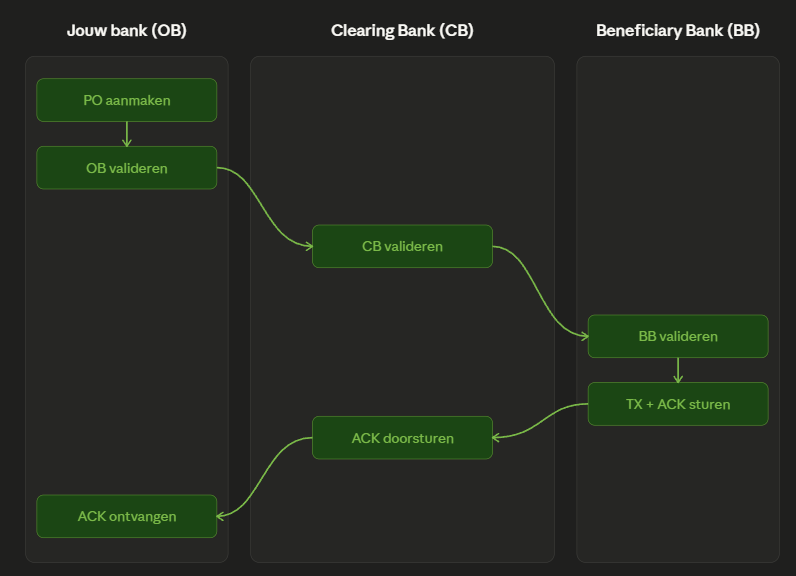 Jouw bank (OB)
Clearing Bank (CB)
Beneficiary Bank (BB)
PO aanmaken
OB valideren
CB valideren
BB valideren
TX + ACK sturen
ACK doorsturen
ACK ontvangen